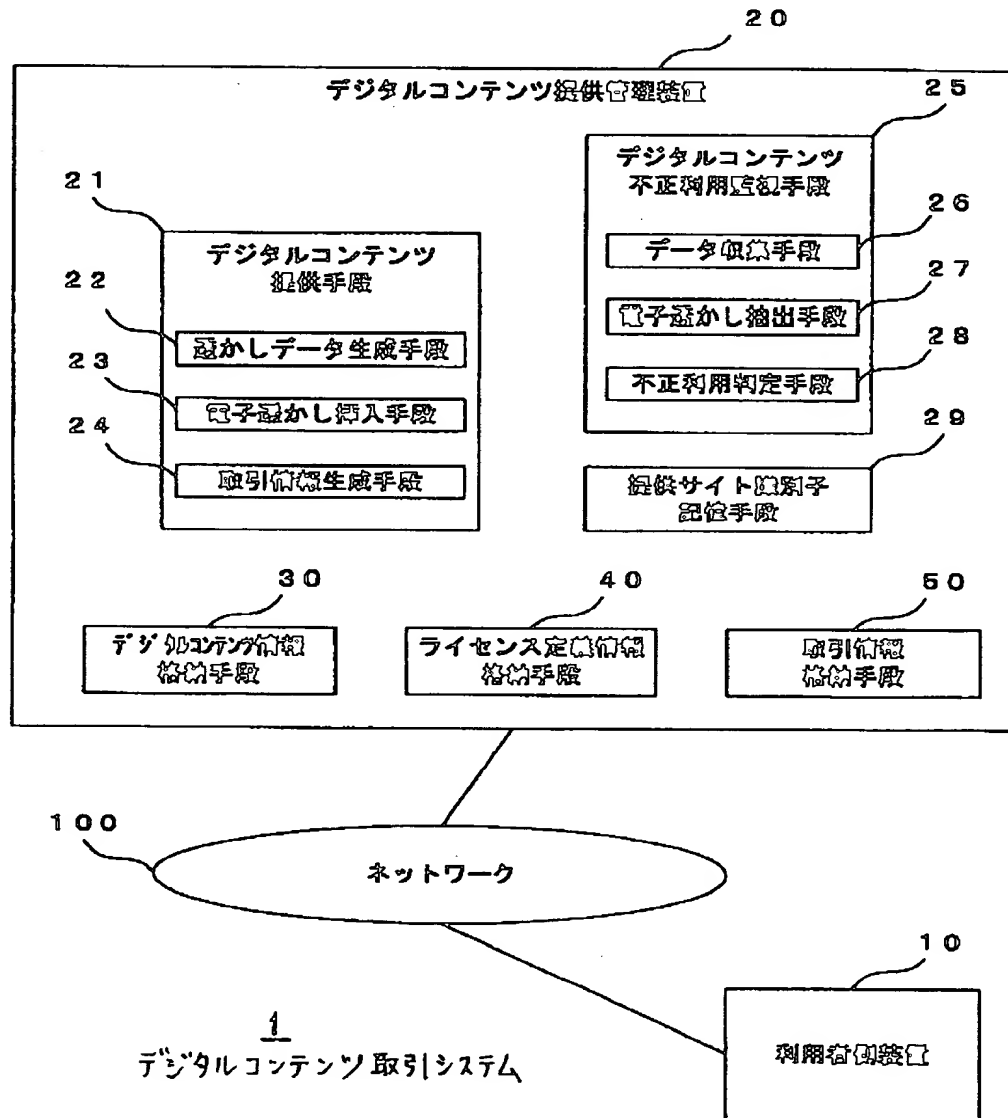 20
デジタルコンテンツ提供管理装置
25
デジタルコンテンツ
不正利用監視手段
21
26
デジタルコンテンツ
提供手段
データ収集手段
22
27
電子透かし抽出手段
透かしデータ生成手段
23
28
不正利用判定手段
電子透かし挿入手段
24
29
取引情報生成手段
提供サイト識別子
記憶手段
30
40
50
デジタルコンテンツ情報
格納手段
ライセンス定義情報
格納手段
取引情報
格納手段
100
ネットワーク
10
利用者側装置
1
デジタルコンテンツ取引システム